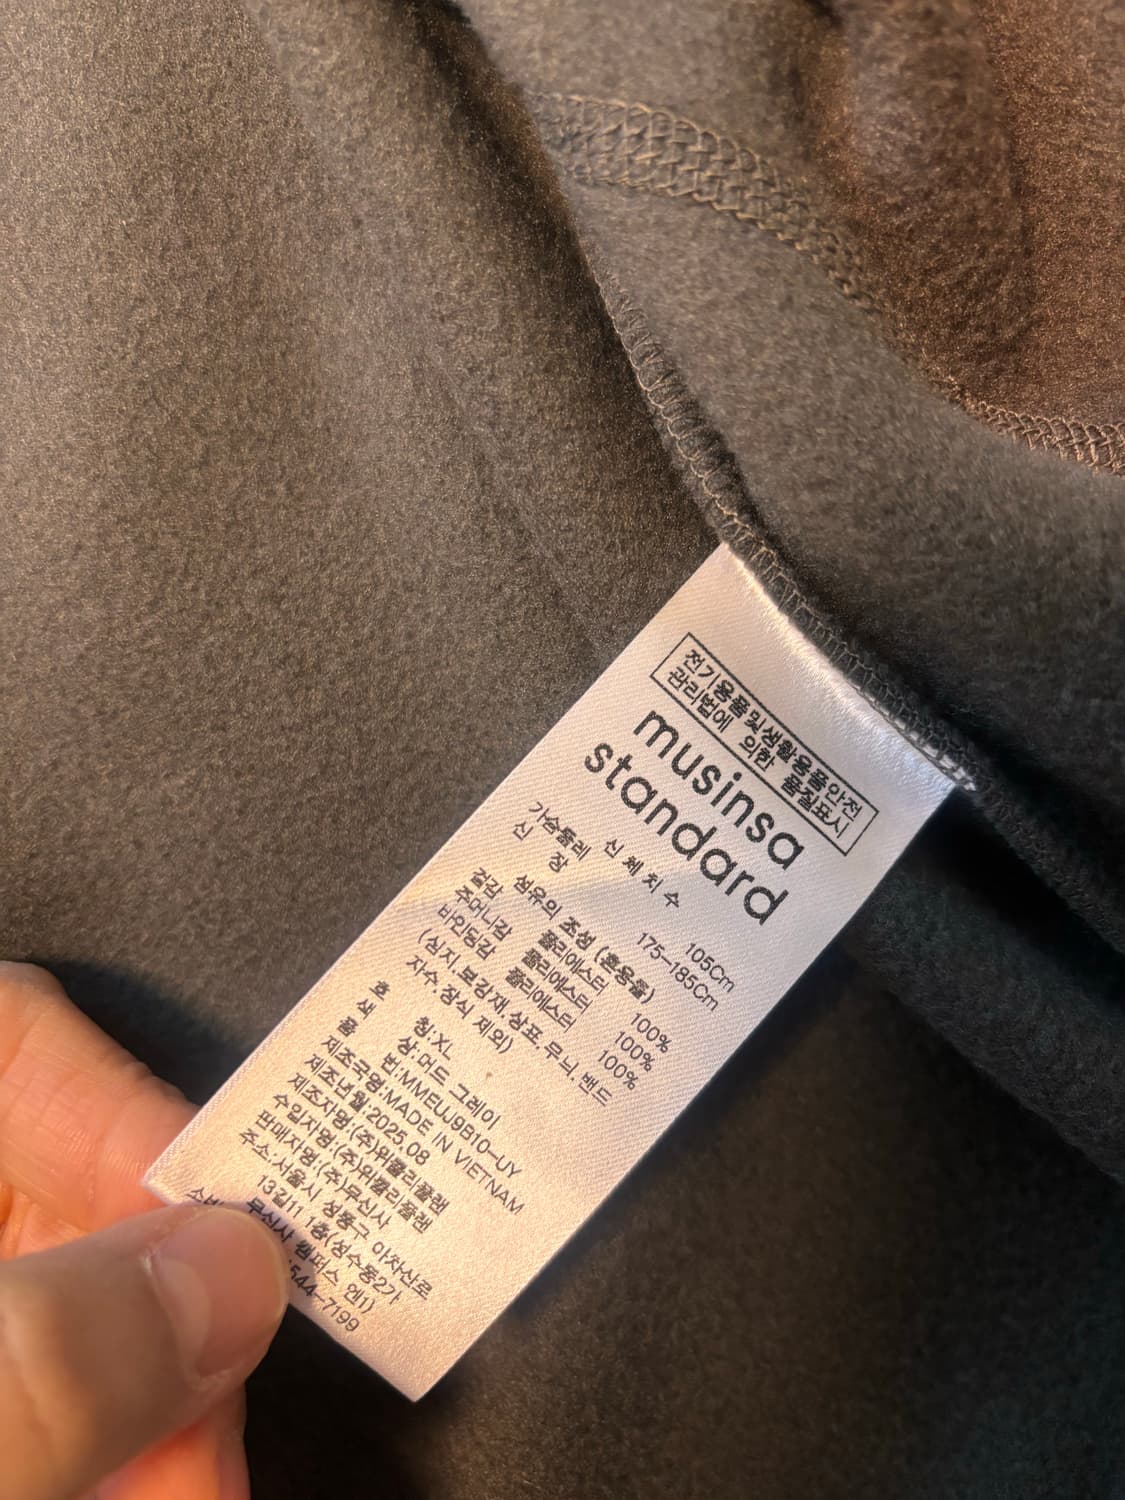 전기용품및생활용품안전
관리법에 의한 품질표시
musinsa
standard
신 체 치 수
가슴둘레 105Cm
신 장 175-185Cm
섬유의 조성 (혼용율)
겉감 폴리에스터 100%
주머니감 폴리에스터 100%
바인딩감 폴리에스터 100%
(심지,보강재,상표,무늬,밴드
자수,장식 제외)
호 칭:XL
색 상:머드 그레이
품 번:MMEUJ9B10-UY
제조국명:MADE IN VIETNAM
제조년월:2025.08
제조자명:(주)위클리플랜
수입자명:(주)위클리플랜
판매자명:(주)무신사
주소:서울시 성동구 아차산로
13길11 1층(성수동2가
무신사 캠퍼스 엔1)
544-7199